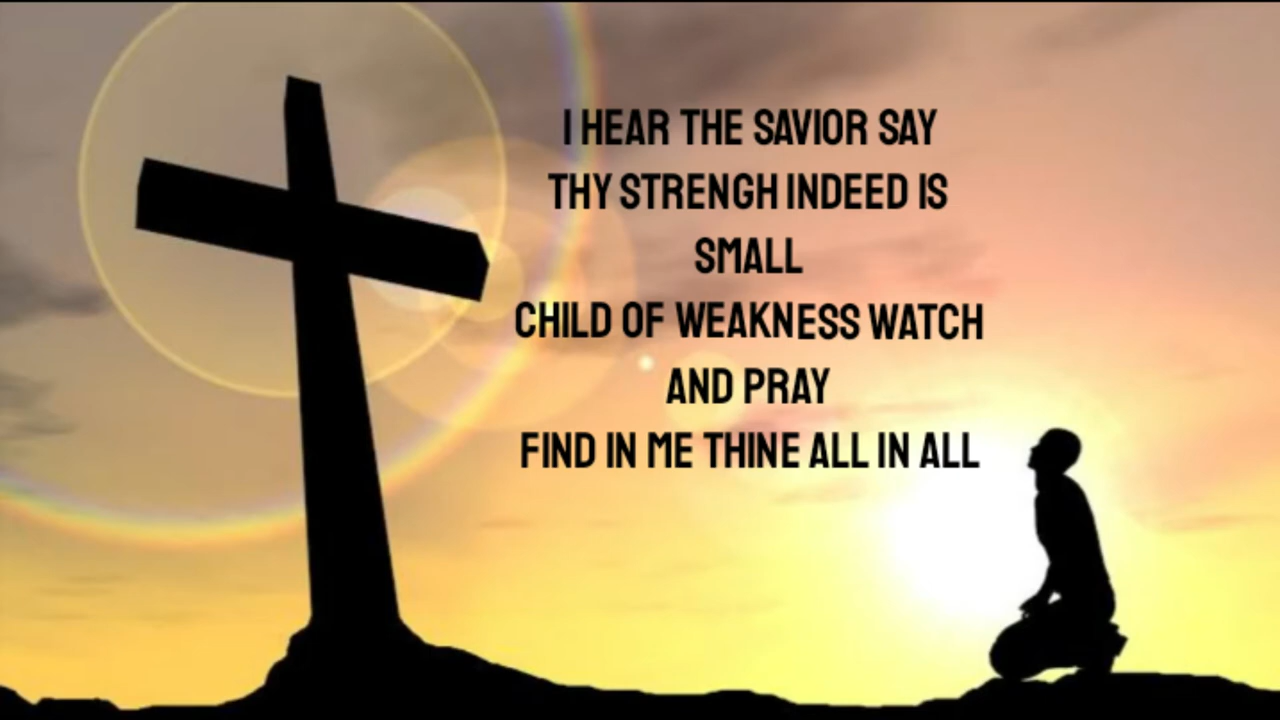 I HEAR THE SAVIOR SAY
THY STRENGH INDEED IS
SMALL
CHILD OF WEAKNESS WATCH
AND PRAY
FIND IN ME THINE ALL IN ALL